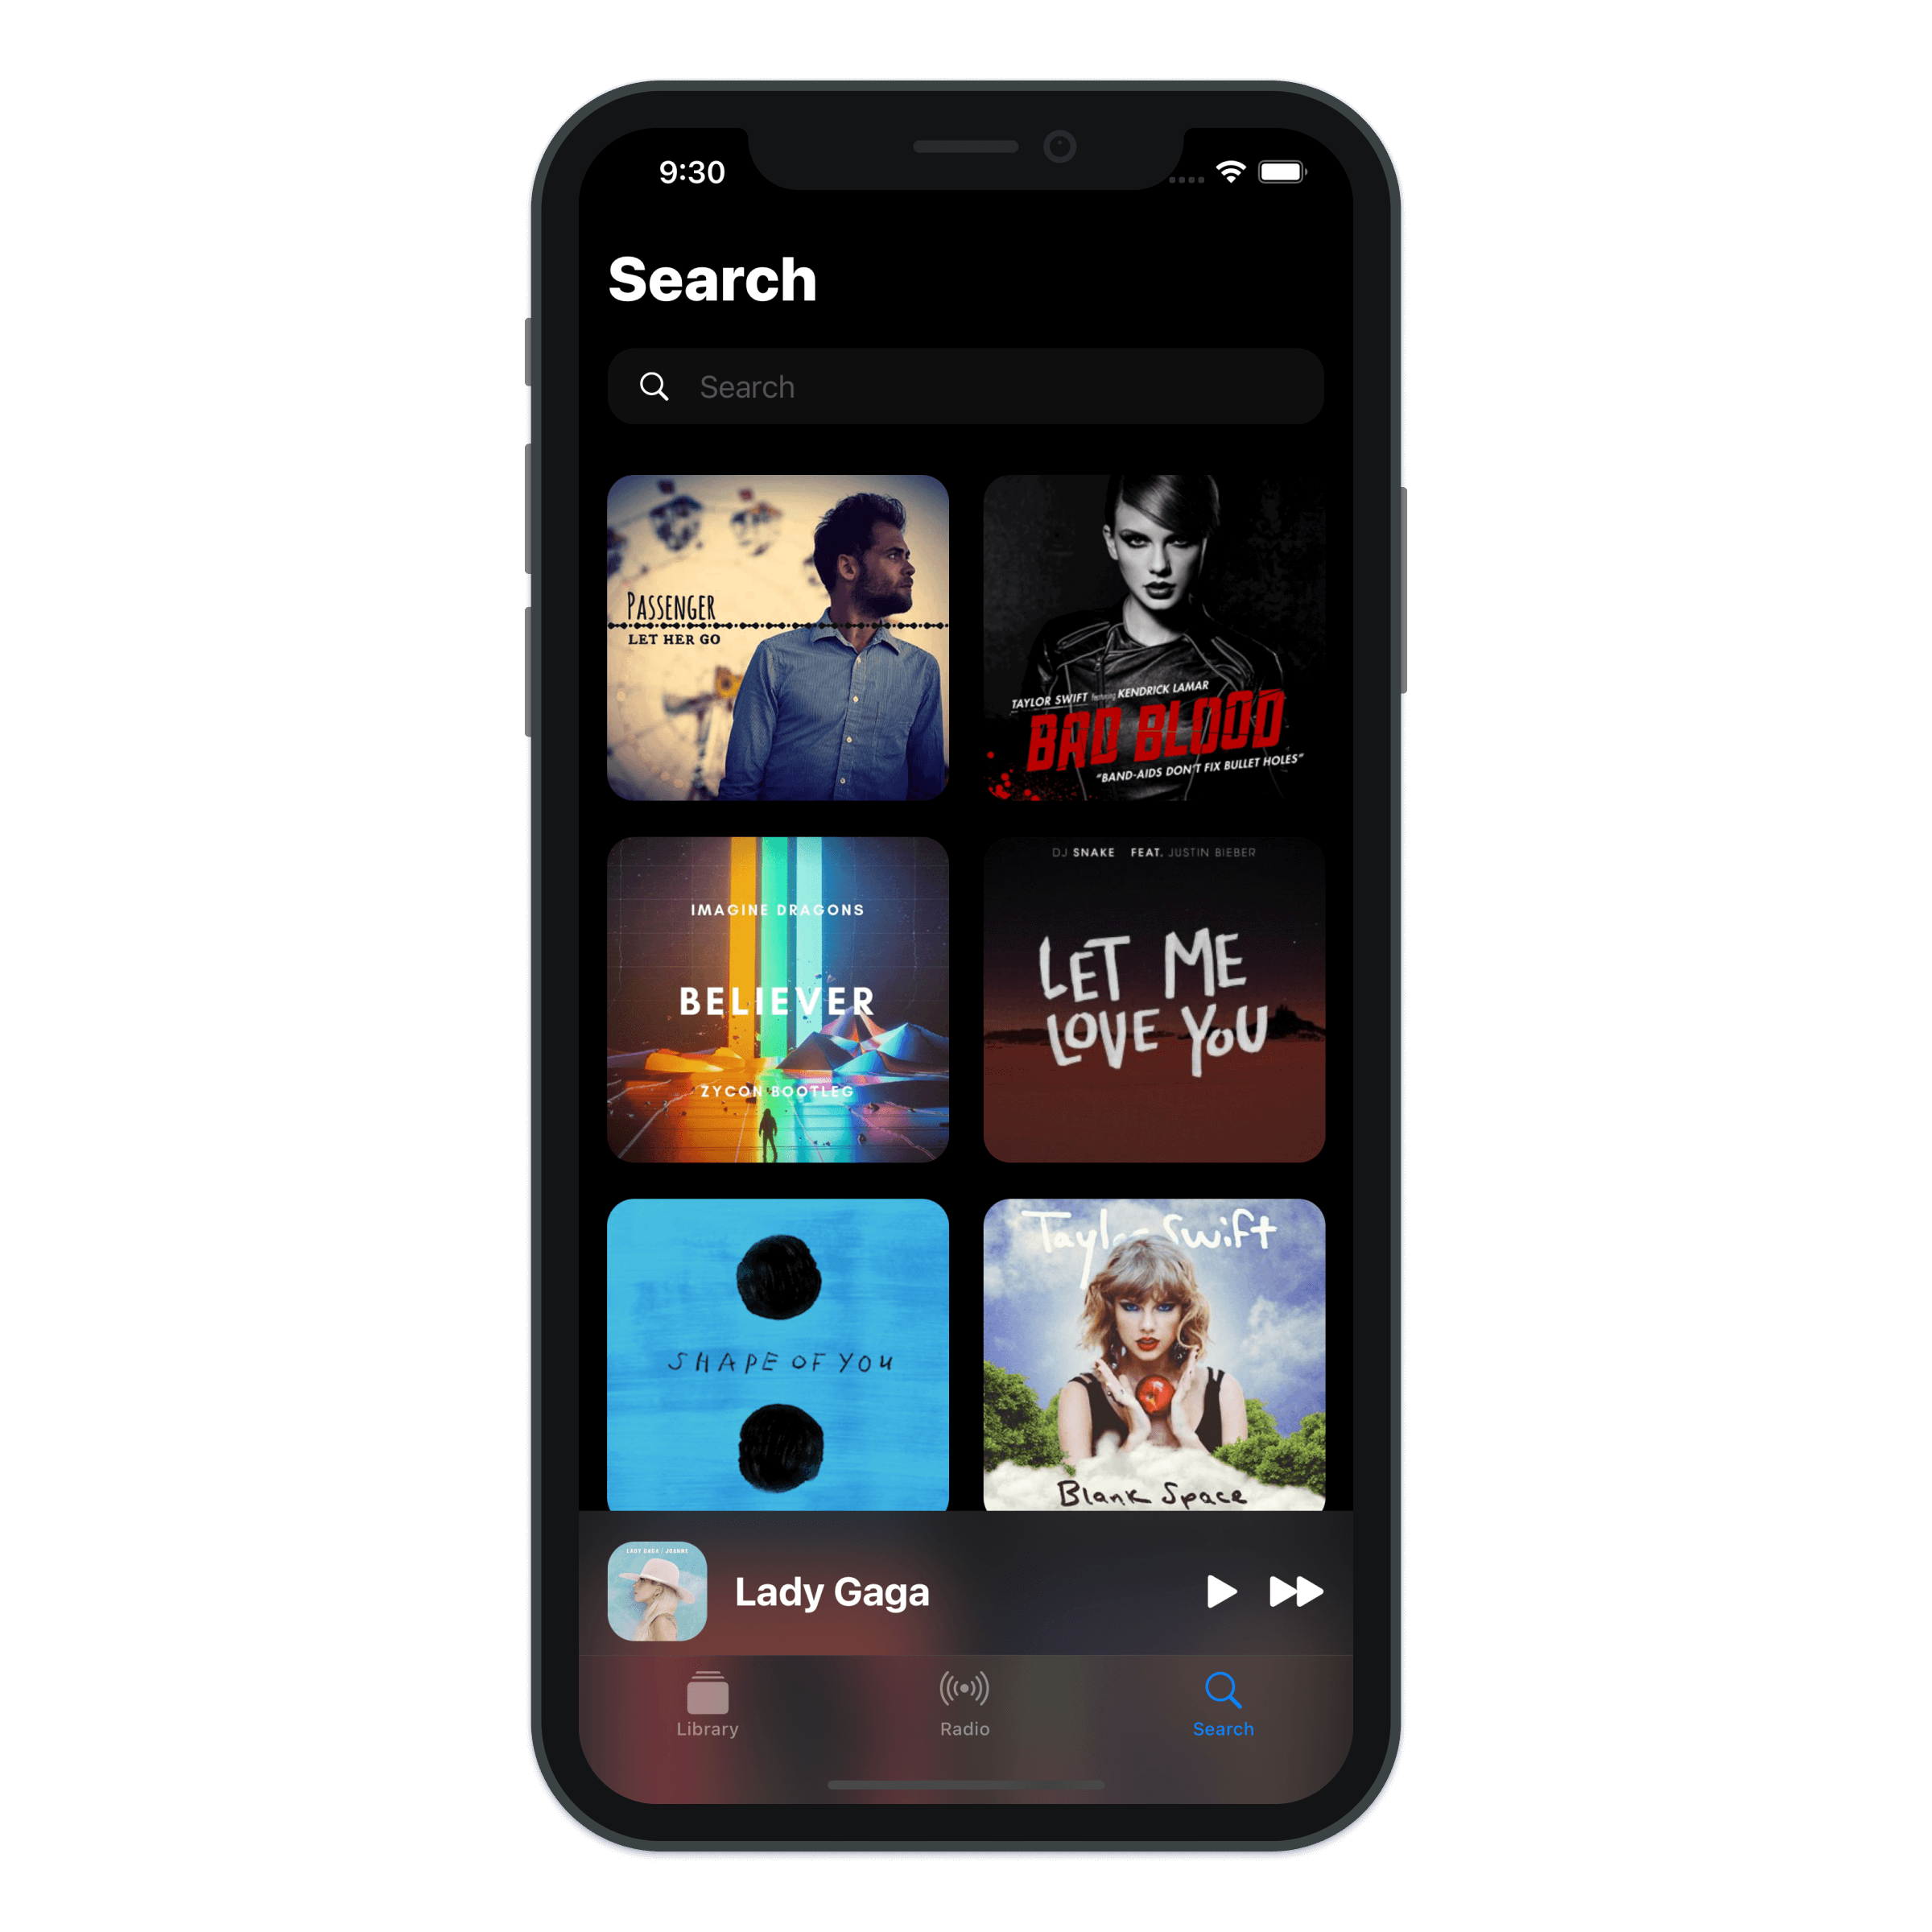 9:30
Search
Search
PASSENGER
LET HER GO
TAYLOR SWIFT featuring KENDRICK LAMAR
BAD BLOOD
"BAND-AIDS DON'T FIX BULLET HOLES"
IMAGINE DRAGONS
BELIEVER
ZYCON BOOTLEG
DJ SNAKE FEAT. JUSTIN BIEBER
LET ME
LOVE YOU
SHAPE OF YOU
Taylor Swift
Blank Space
LADY GAGA / JOANNE
Lady Gaga
Library
Radio
Search